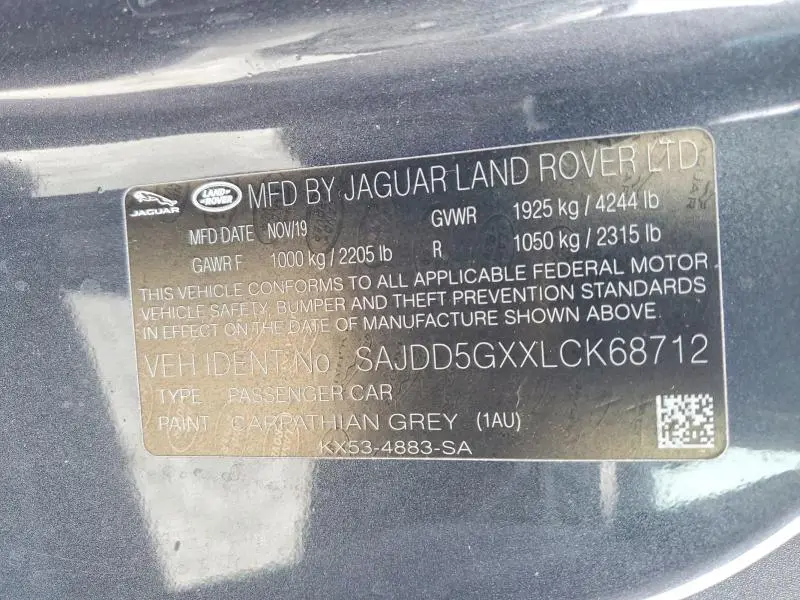 JAGUAR
LAND ROVER
MFD BY JAGUAR LAND ROVER LTD
MFD DATE NOV/19 GVWR 1925 kg / 4244 lb
GAWR F 1000 kg / 2205 lb R 1050 kg / 2315 lb
THIS VEHICLE CONFORMS TO ALL APPLICABLE FEDERAL MOTOR
VEHICLE SAFETY, BUMPER AND THEFT PREVENTION STANDARDS
IN EFFECT ON THE DATE OF MANUFACTURE SHOWN ABOVE.
VEH IDENT No SAJDD5GXXLCK68712
TYPE PASSENGER CAR
PAINT CARPATHIAN GREY (1AU)
KX53-4883-SA